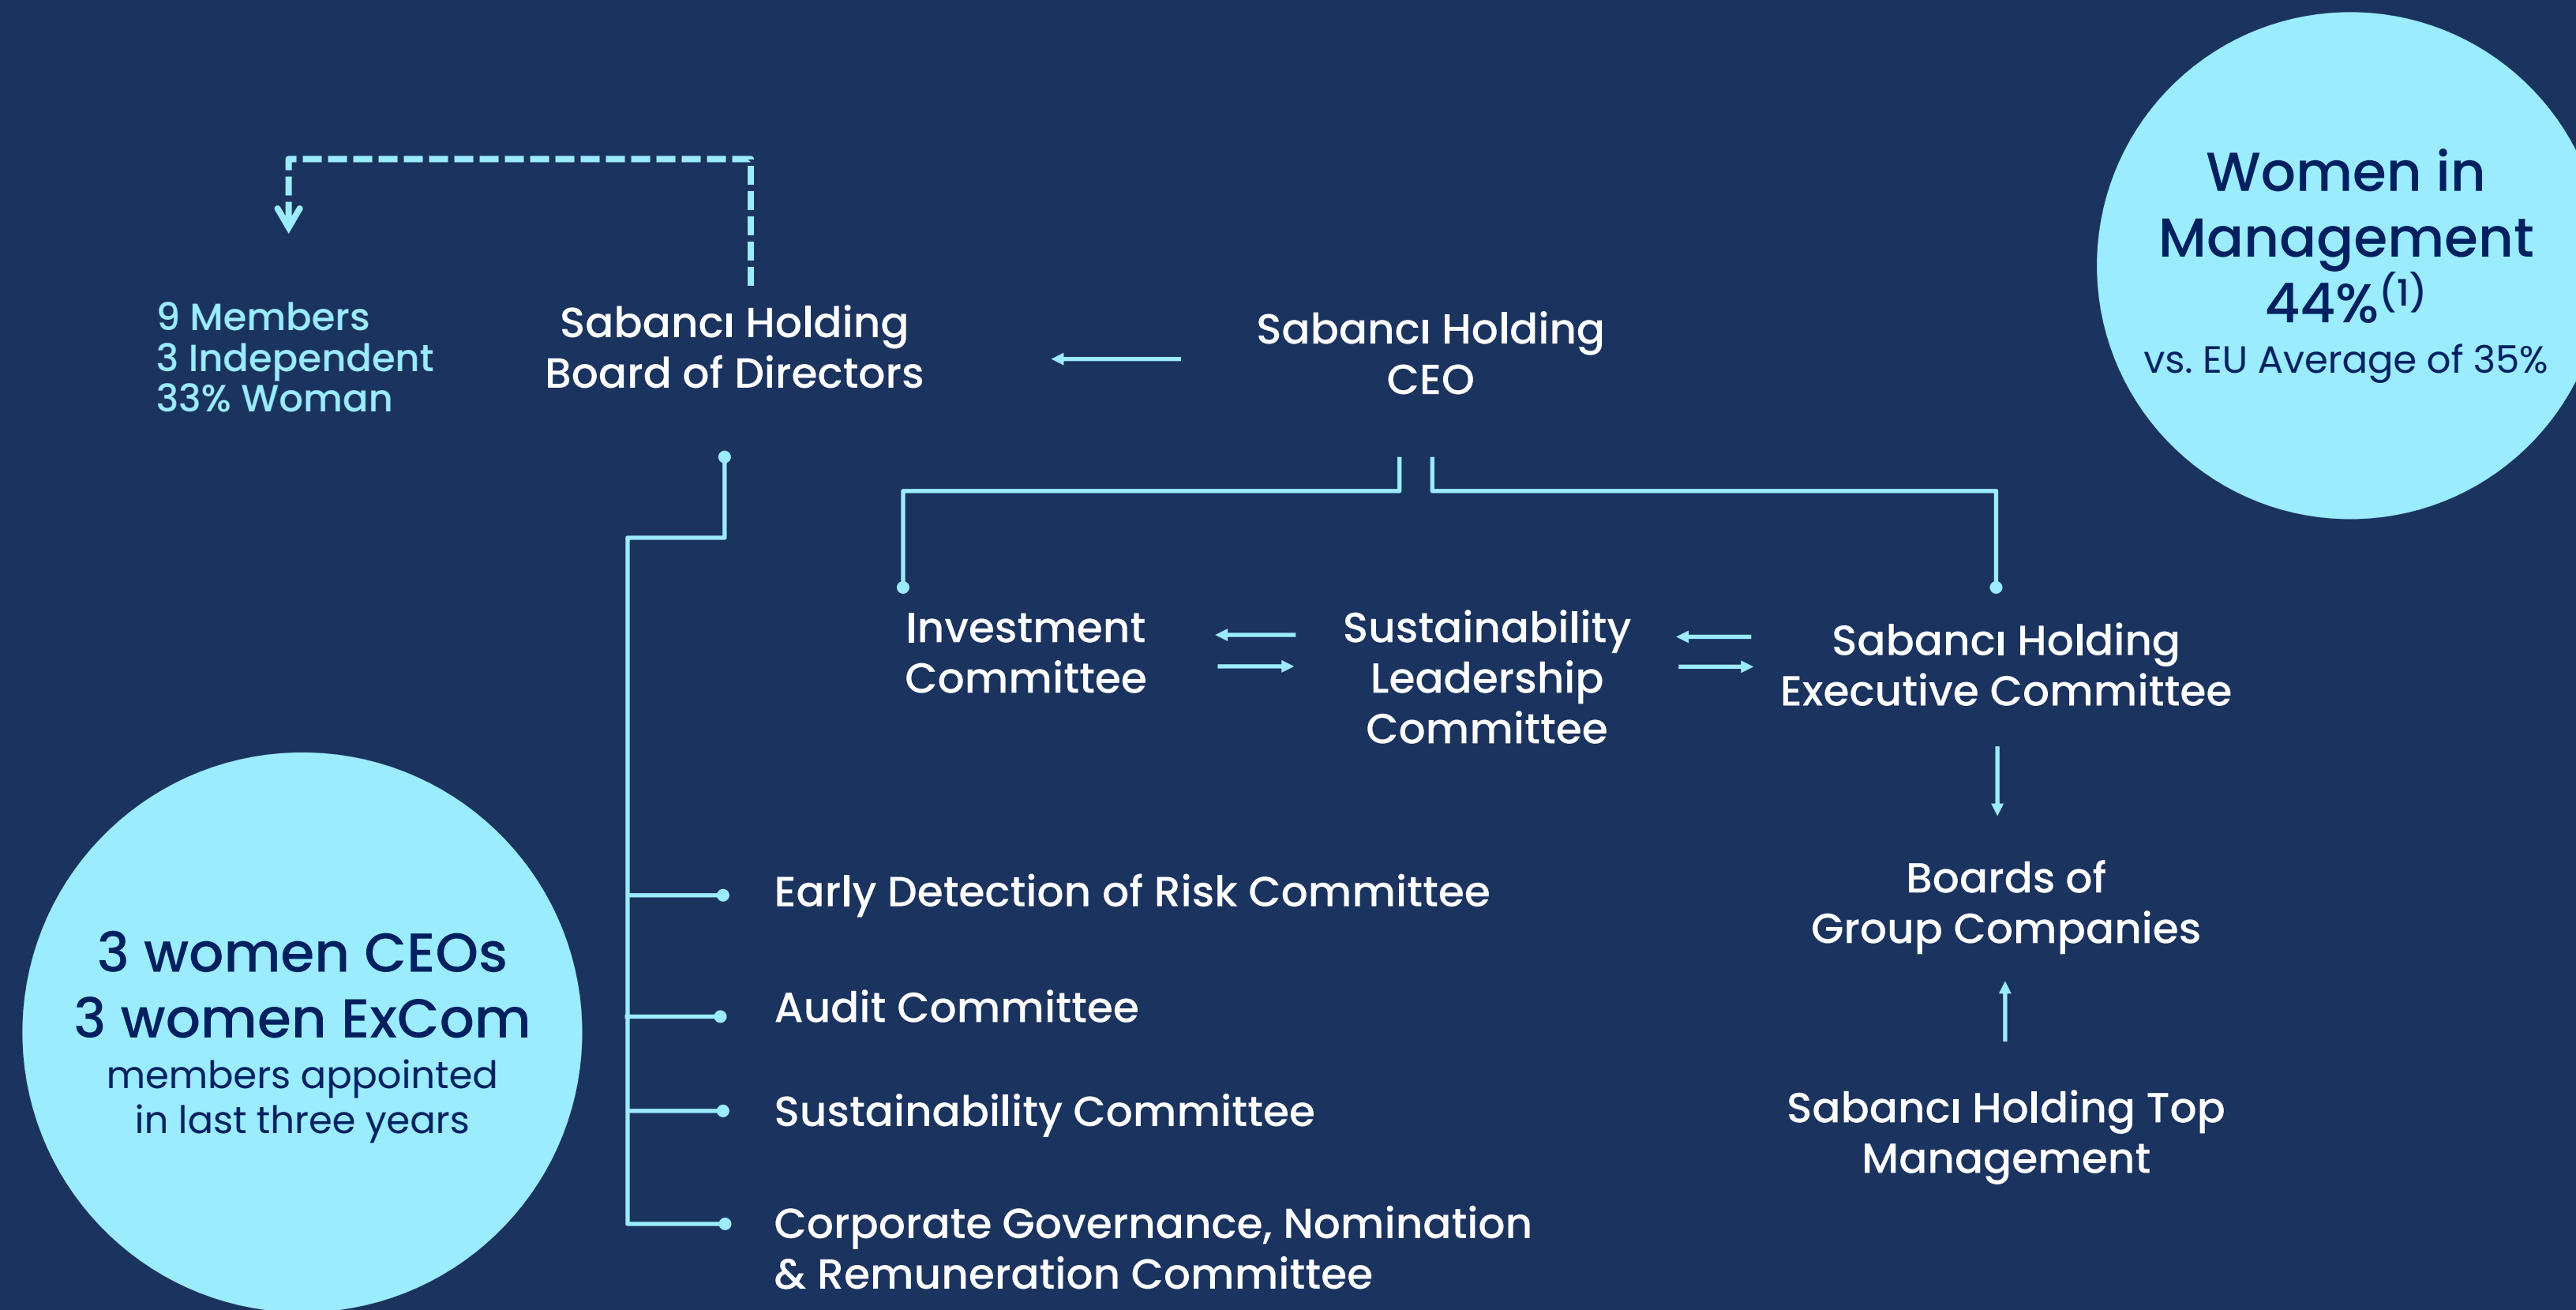 Women in
Management
44%(1)
vs. EU Average of 35%
9 Members
3 Independent
33% Woman
Sabancı Holding
Board of Directors
Sabancı Holding
CEO
Investment
Committee
Sustainability
Leadership
Committee
Sabancı Holding
Executive Committee
3 women CEOs
3 women ExCom
members appointed
in last three years
Early Detection of Risk Committee
Audit Committee
Sustainability Committee
Corporate Governance, Nomination
& Remuneration Committee
Boards of
Group Companies
Sabancı Holding Top
Management